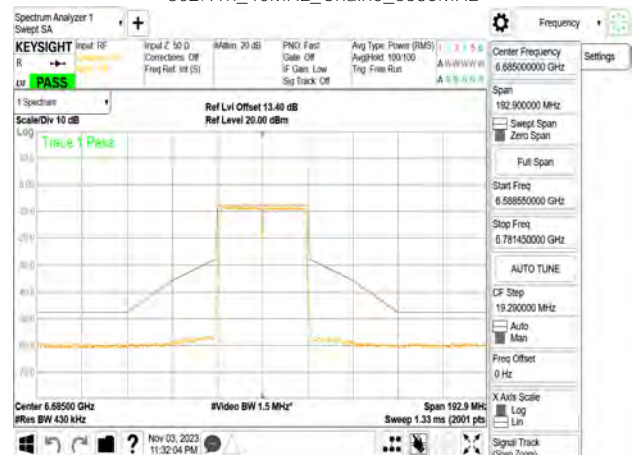 Spectrum Analyzer 1
Swept SA
+
Frequency
KEYSIGHT Input: RF
R
LV PASS
Input Z: 50 Ω
Corrections: Off
Freq Ref: Int (S)
#Atten: 20 dB
PNO: Fast
Gate: Off
IF Gain: Low
Sig Track: Off
Avg Type: Power (RMS)
Avg|Hold: 100/100
Trig: Free Run
1 Spectrum
Scale/Div 10 dB
Ref Lvl Offset 13.40 dB
Ref Level 20.00 dBm
Log
Trace 1 Pass
Center 6.68500 GHz
#Res BW 430 kHz
#Video BW 1.5 MHz*
Span 192.9 MHz
Sweep 1.33 ms (2001 pts
Nov 03, 2023
11:32:04 PM
Center Frequency
6.685000000 GHz
Settings
Span
192.900000 MHz
Swept Span
Zero Span
Full Span
Start Freq
6.588550000 GHz
Stop Freq
6.781450000 GHz
AUTO TUNE
CF Step
19.290000 MHz
Auto
Man
Freq Offset
0 Hz
X Axis Scale
Log
Lin
Signal Track
(Span Zoom)